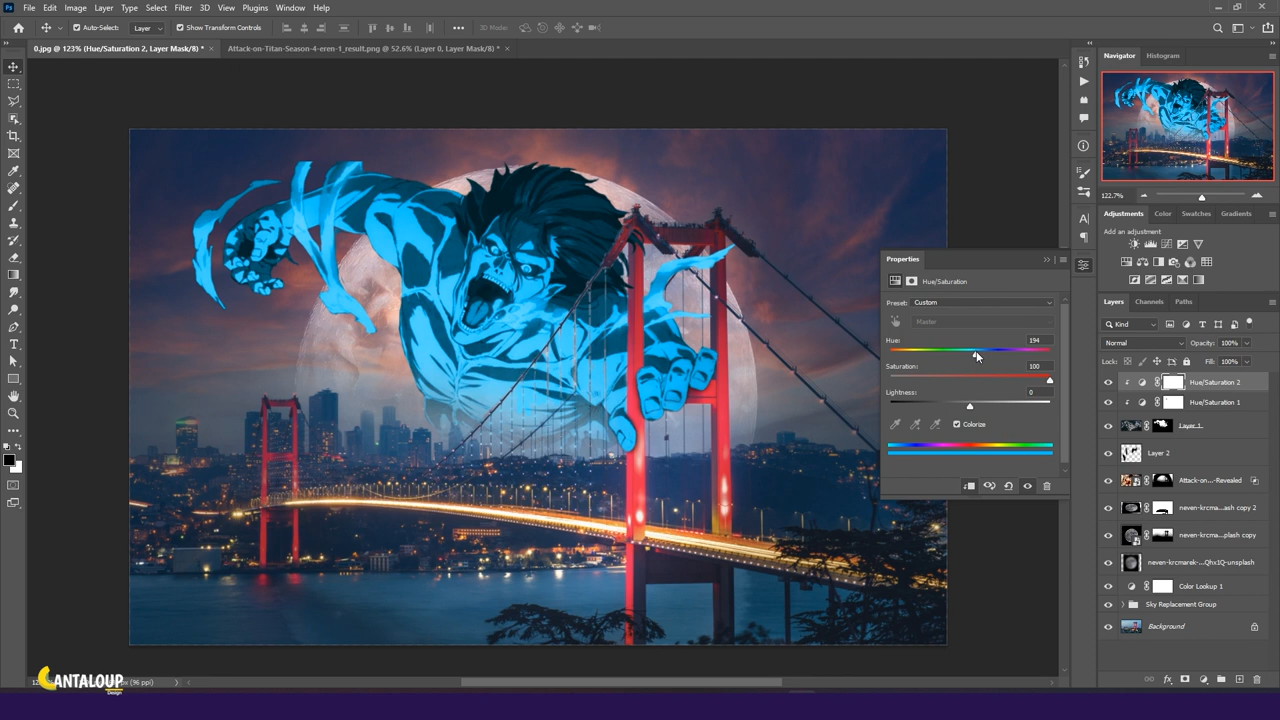 File Edit Image Layer Type Select Filter 3D View Plugins Window Help
Auto-Select: Layer Show Transform Controls 3D Mode:
0.jpg @ 123% (Hue/Saturation 2, Layer Mask/8) * × Attack-on-Titan-Season-4-eren-1_result.png @ 52.6% (Layer 0, Layer Mask/8) * ×
Navigator Histogram
122.7%
Adjustments Color Swatches Gradients
Add an adjustment
Properties
Hue/Saturation
Preset: Custom
Master
Hue: 194
Saturation: 100
Lightness: 0
Colorize
Layers Channels Paths
Kind
Normal Opacity: 100%
Lock: Fill: 100%
Hue/Saturation 2
Hue/Saturation 1
Layer 1
Layer 2
Attack-on...-Revealed
neven-krcma...ash copy 2
neven-krcma...plash copy
neven-krcmarek-...Qhx1Q-unsplash
Color Lookup 1
Sky Replacement Group
Background
CANTALOUP
Design
(96 ppi)